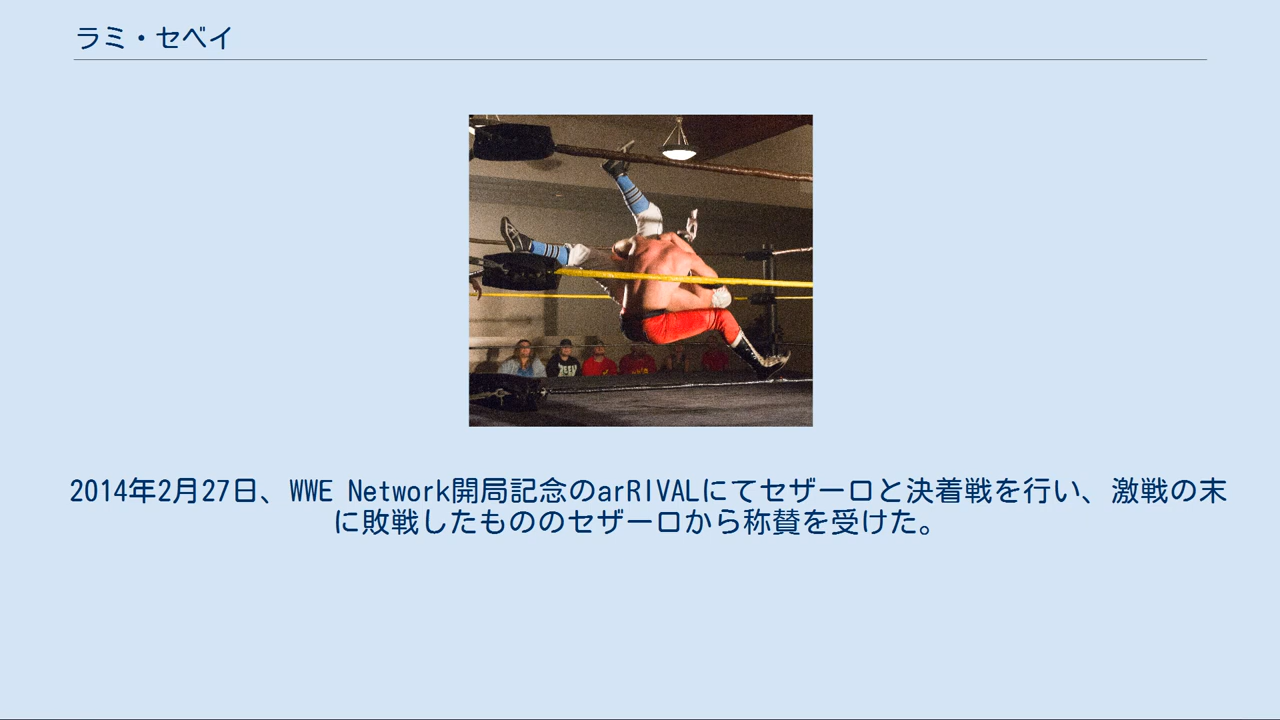 ラミ・セベイ
2014年2月27日、WWE Network開局記念のarRIVALにてセザーロと決着戦を行い、激戦の末
に敗戦したもののセザーロから称賛を受けた。